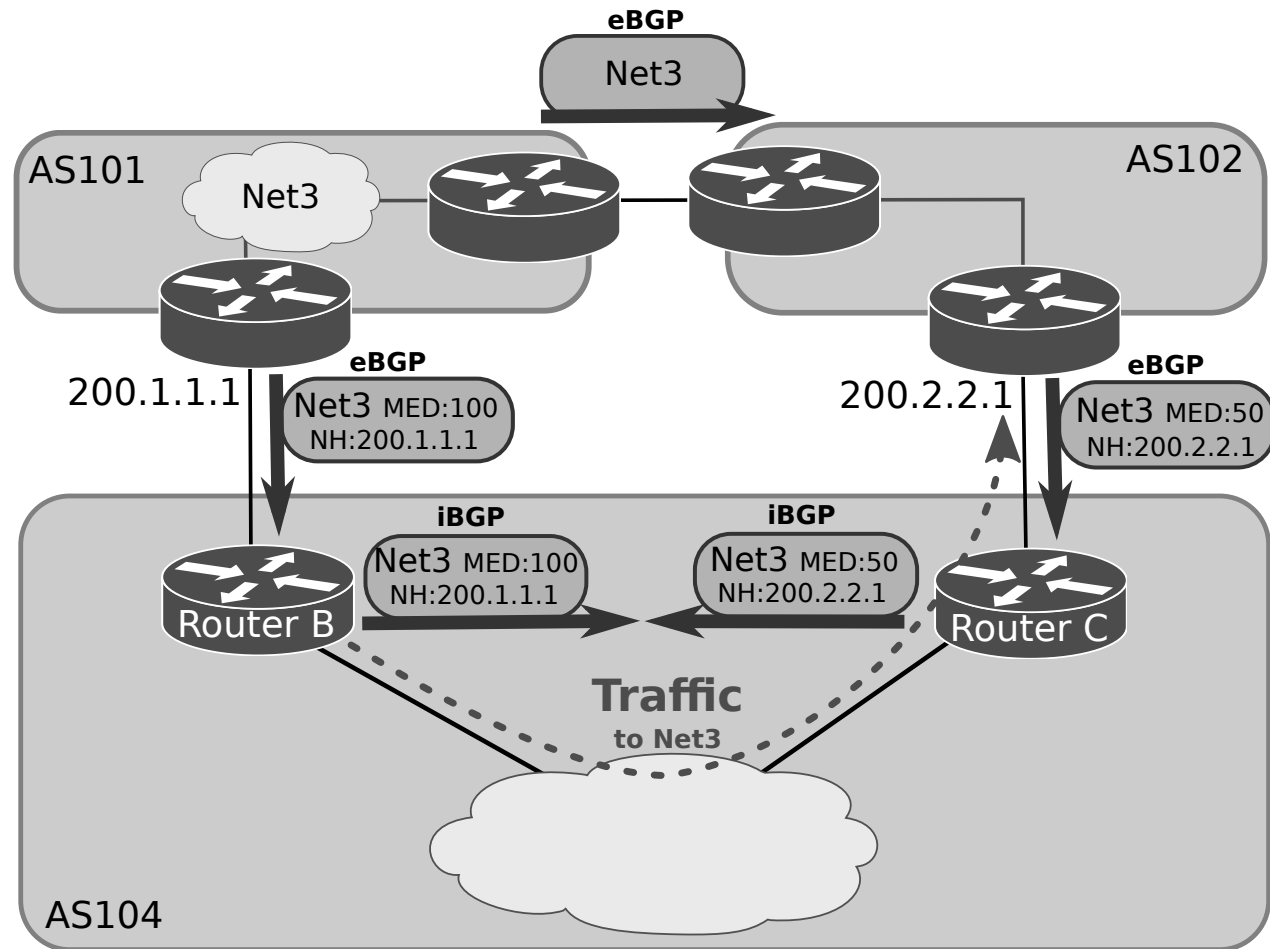 eBGP
Net3
AS101
AS102
Net3
200.1.1.1
eBGP
Net3 MED:100
NH:200.1.1.1
200.2.2.1
eBGP
Net3 MED:50
NH:200.2.2.1
iBGP
Net3 MED:100
NH:200.1.1.1
iBGP
Net3 MED:50
NH:200.2.2.1
Router B
Router C
Traffic
to Net3
AS104